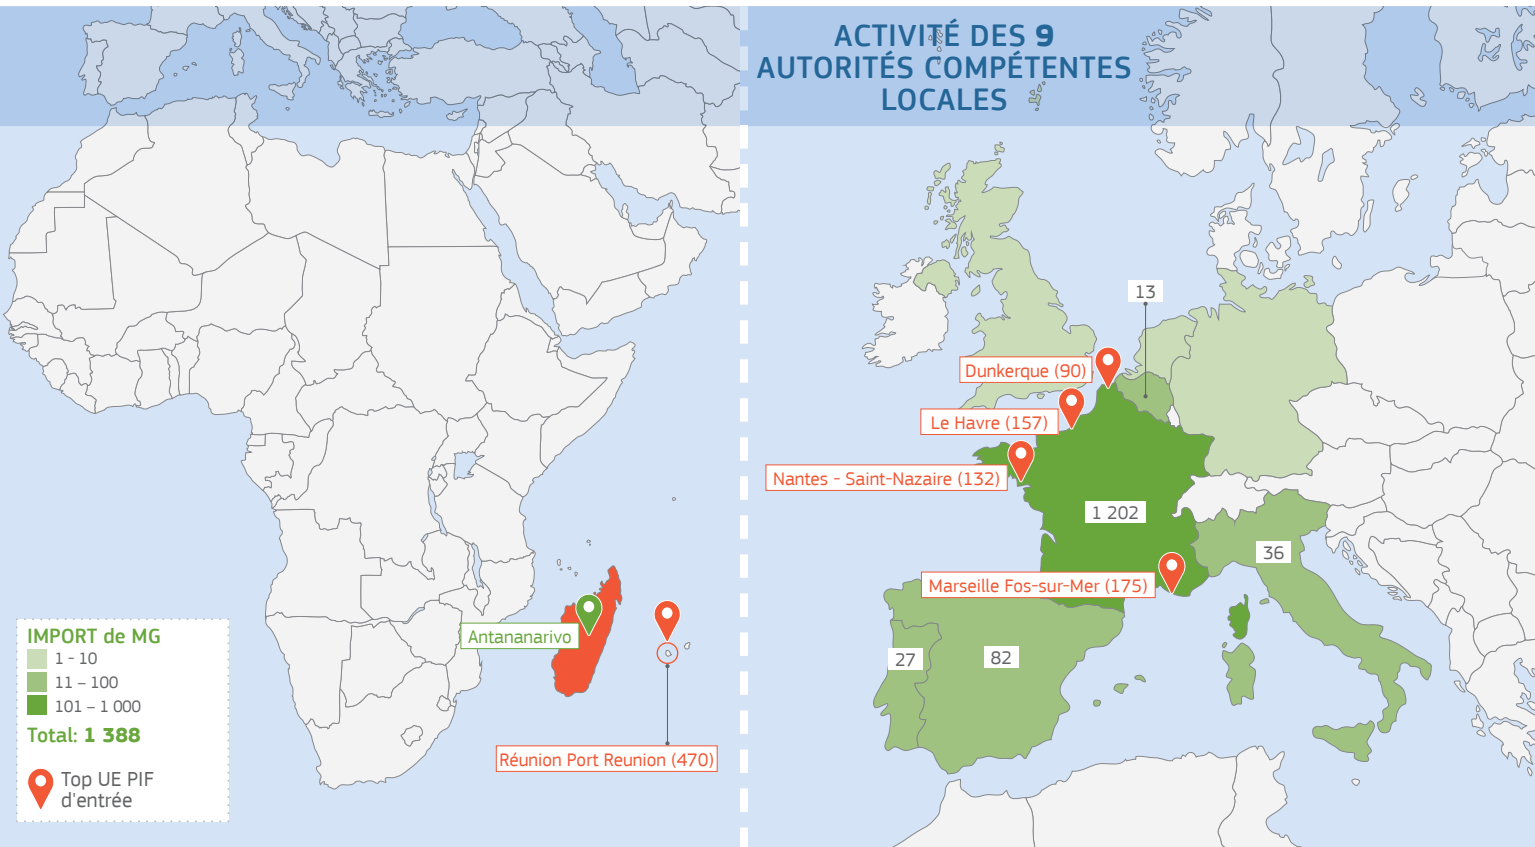 ACTIVITÉ DES 9
AUTORITÉS COMPÉTENTES
LOCALES
13
Dunkerque (90)
Le Havre (157)
Nantes - Saint-Nazaire (132)
1 202
36
Marseille Fos-sur-Mer (175)
27
82
Antananarivo
Réunion Port Reunion (470)
IMPORT de MG
1 - 10
11 – 100
101 – 1 000
Total: 1 388
Top UE PIF
d'entrée